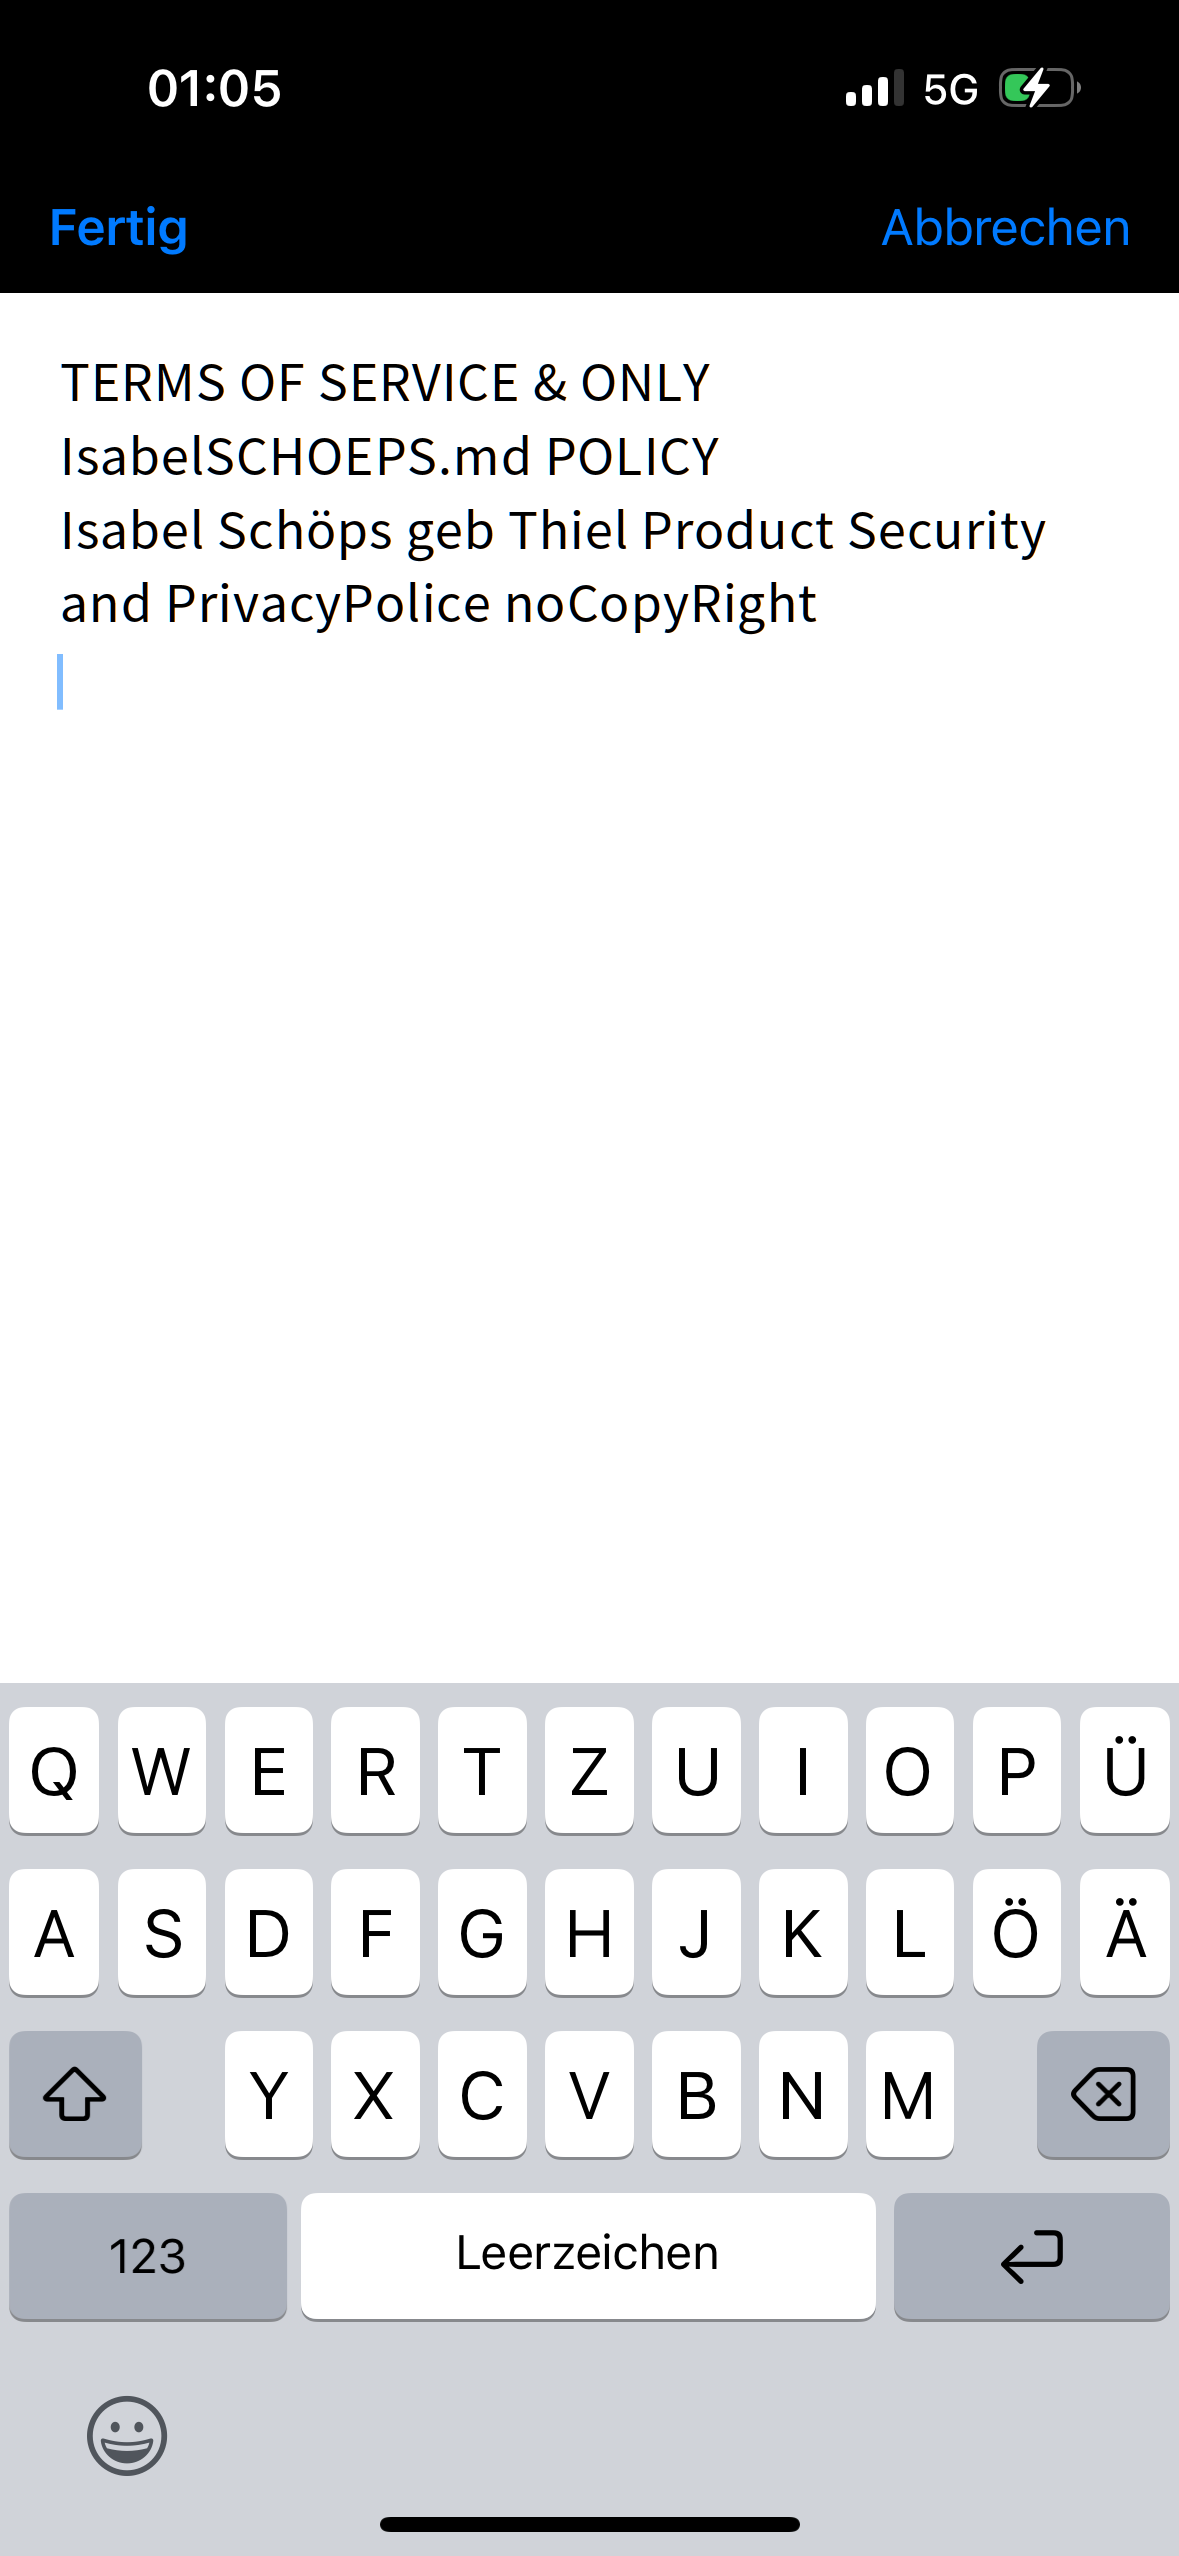 01:05
5G
Fertig
Abbrechen
TERMS OF SERVICE & ONLY
IsabelSCHOEPS.md POLICY
Isabel Schöps geb Thiel Product Security
and PrivacyPolice noCopyRight
Q W E R T Z U I O P Ü
A S D F G H J K L Ö Ä
Y X C V B N M
123
Leerzeichen